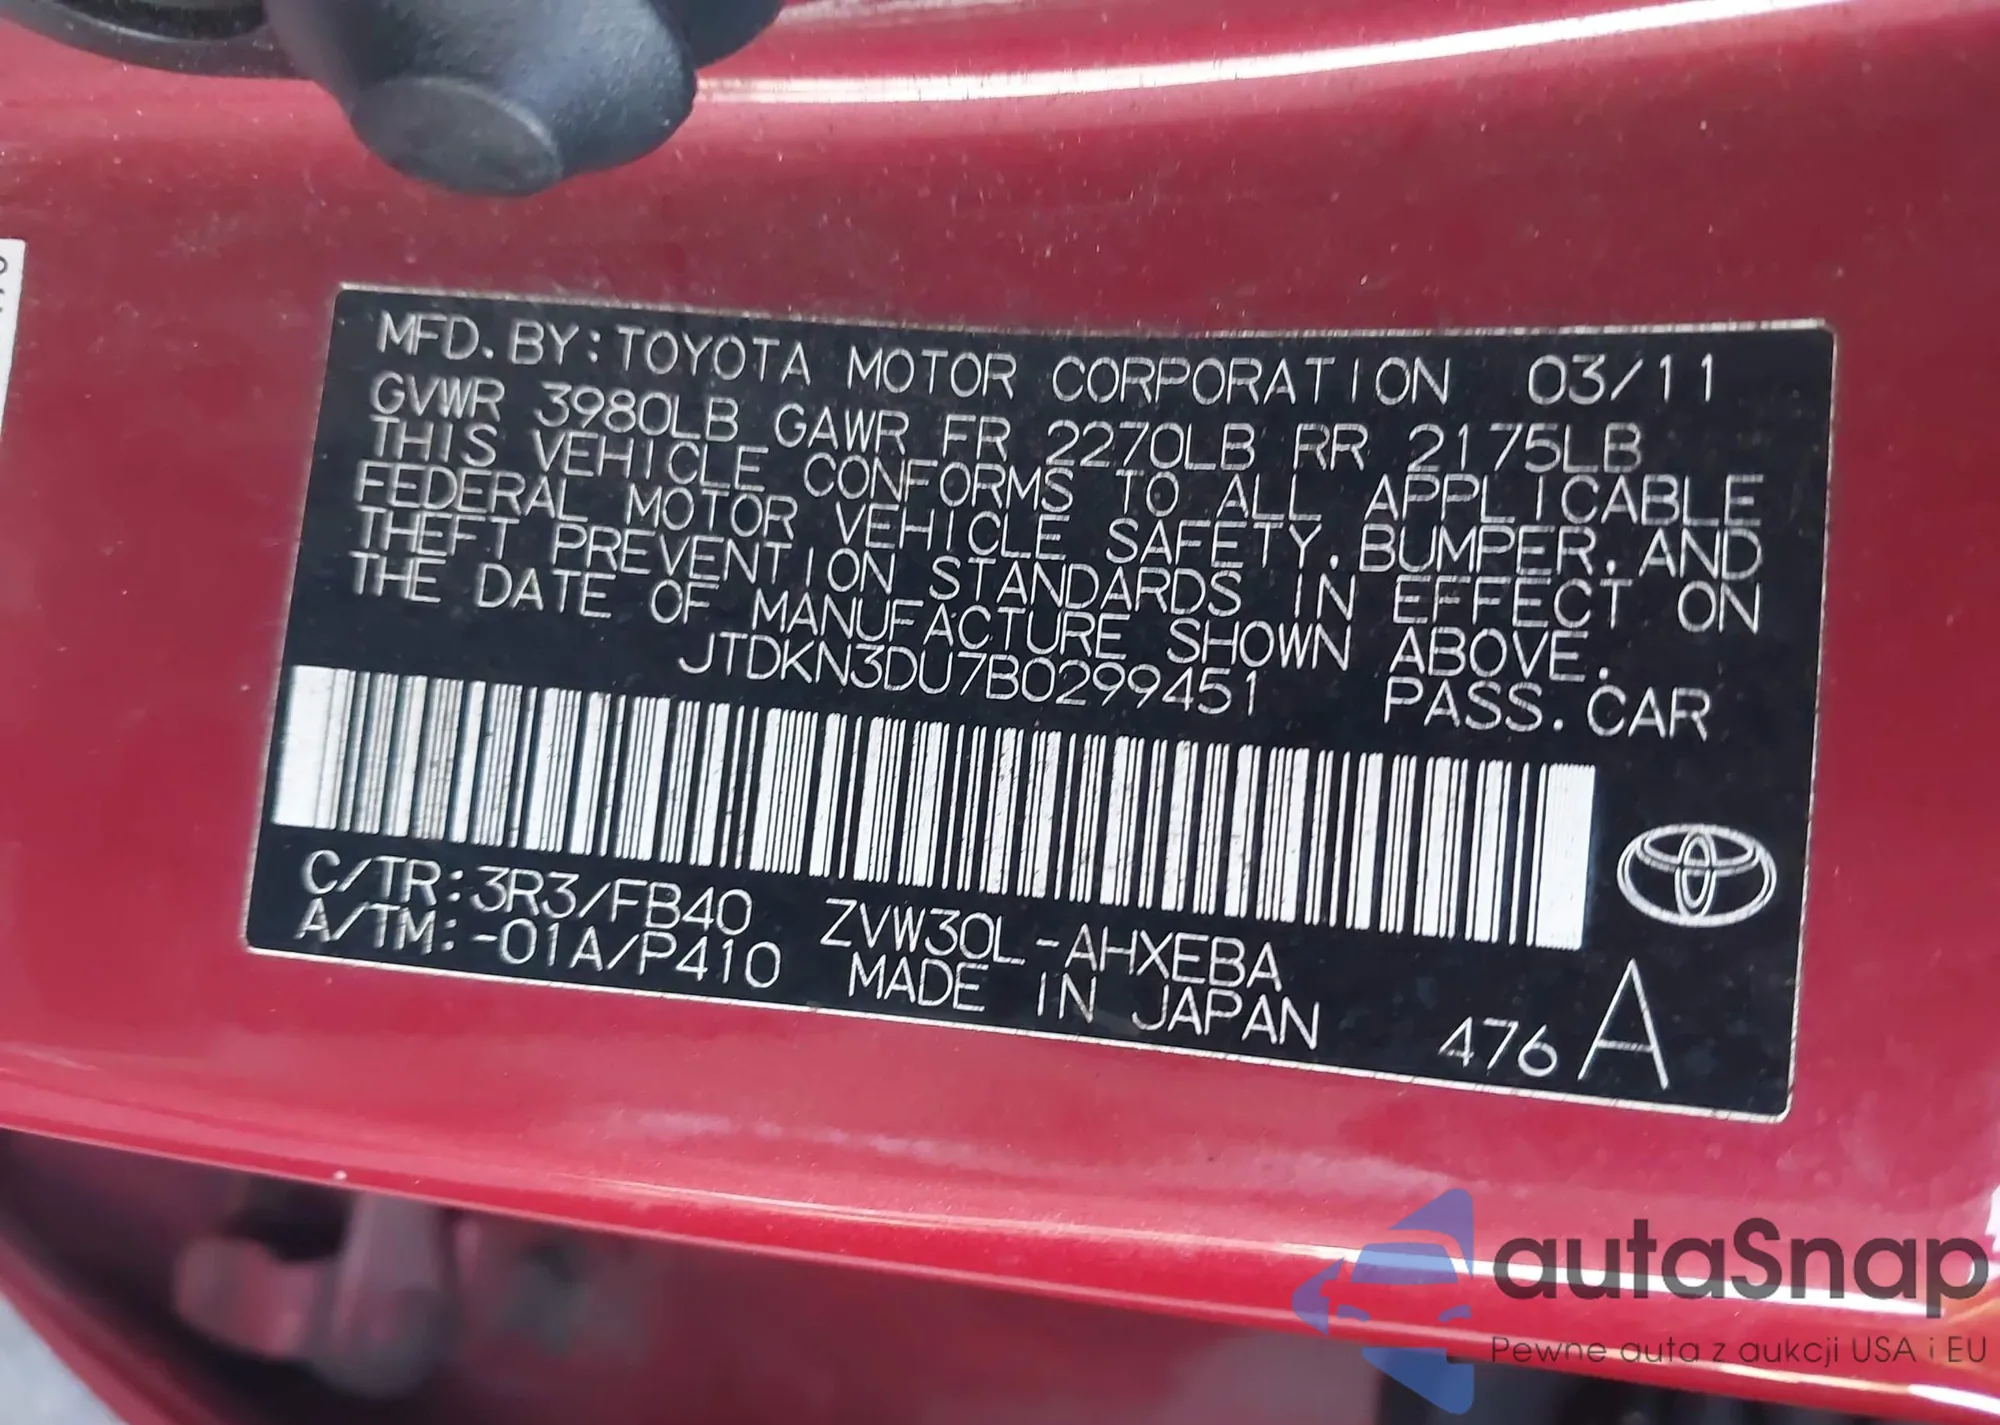 MFD. BY: TOYOTA MOTOR CORPORATION 03/11
GVWR 3980LB GAWR FR 2270LB RR 2175LB
THIS VEHICLE CONFORMS TO ALL APPLICABLE
FEDERAL MOTOR VEHICLE SAFETY. BUMPER. AND
THEFT PREVENTION STANDARDS IN EFFECT ON
THE DATE OF MANUFACTURE SHOWN ABOVE.
JTDKN3DU7B0299451 PASS. CAR
C/TR: 3R3/FB40 ZVW30L-AHXEBA
A/TM: -01A/P410 MADE IN JAPAN 476 A
autaSnap
Pewne auta z aukcji USA i EU